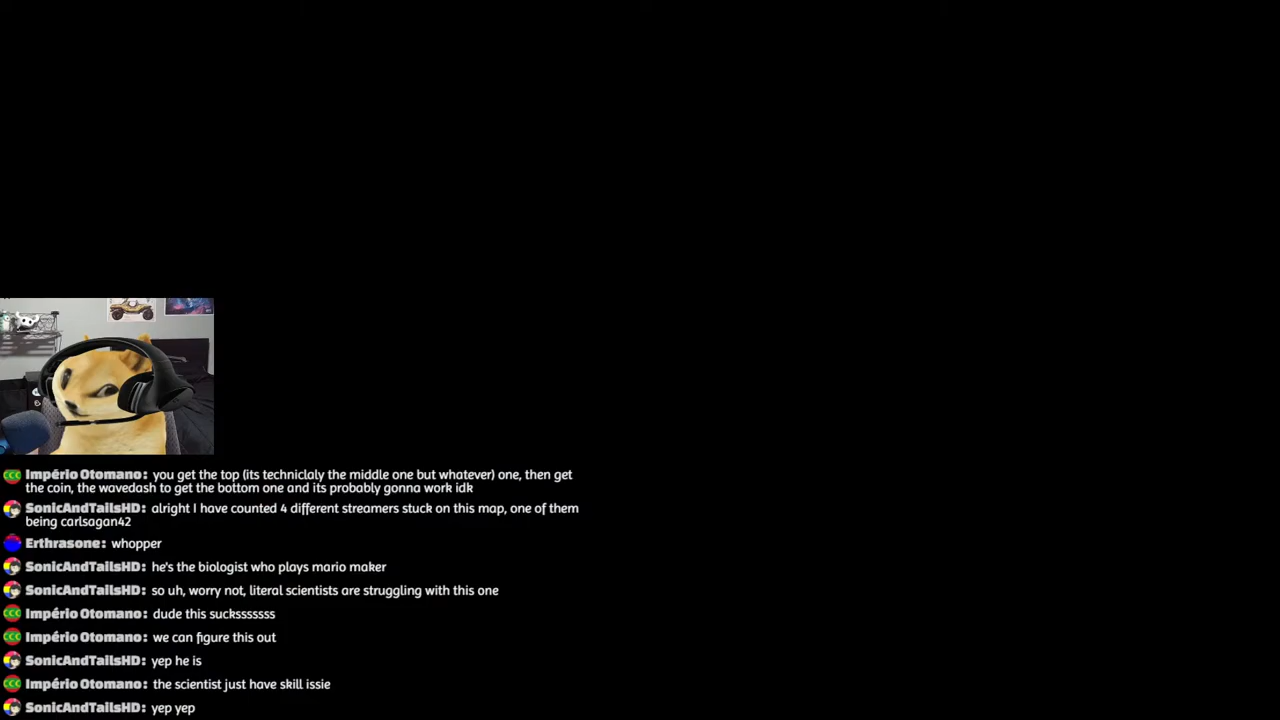 Império Otomano: you get the top (its techniclaly the middle one but whatever) one, then get
the coin, the wavedash to get the bottom one and its probably gonna work idk
SonicAndTailsHD: alright I have counted 4 different streamers stuck on this map, one of them
being carlsagan42
Erthrasone: whopper
SonicAndTailsHD: he's the biologist who plays mario maker
SonicAndTailsHD: so uh, worry not, literal scientists are struggling with this one
Império Otomano: dude this sucksssssss
Império Otomano: we can figure this out
SonicAndTailsHD: yep he is
Império Otomano: the scientist just have skill issie
SonicAndTailsHD: yep yep